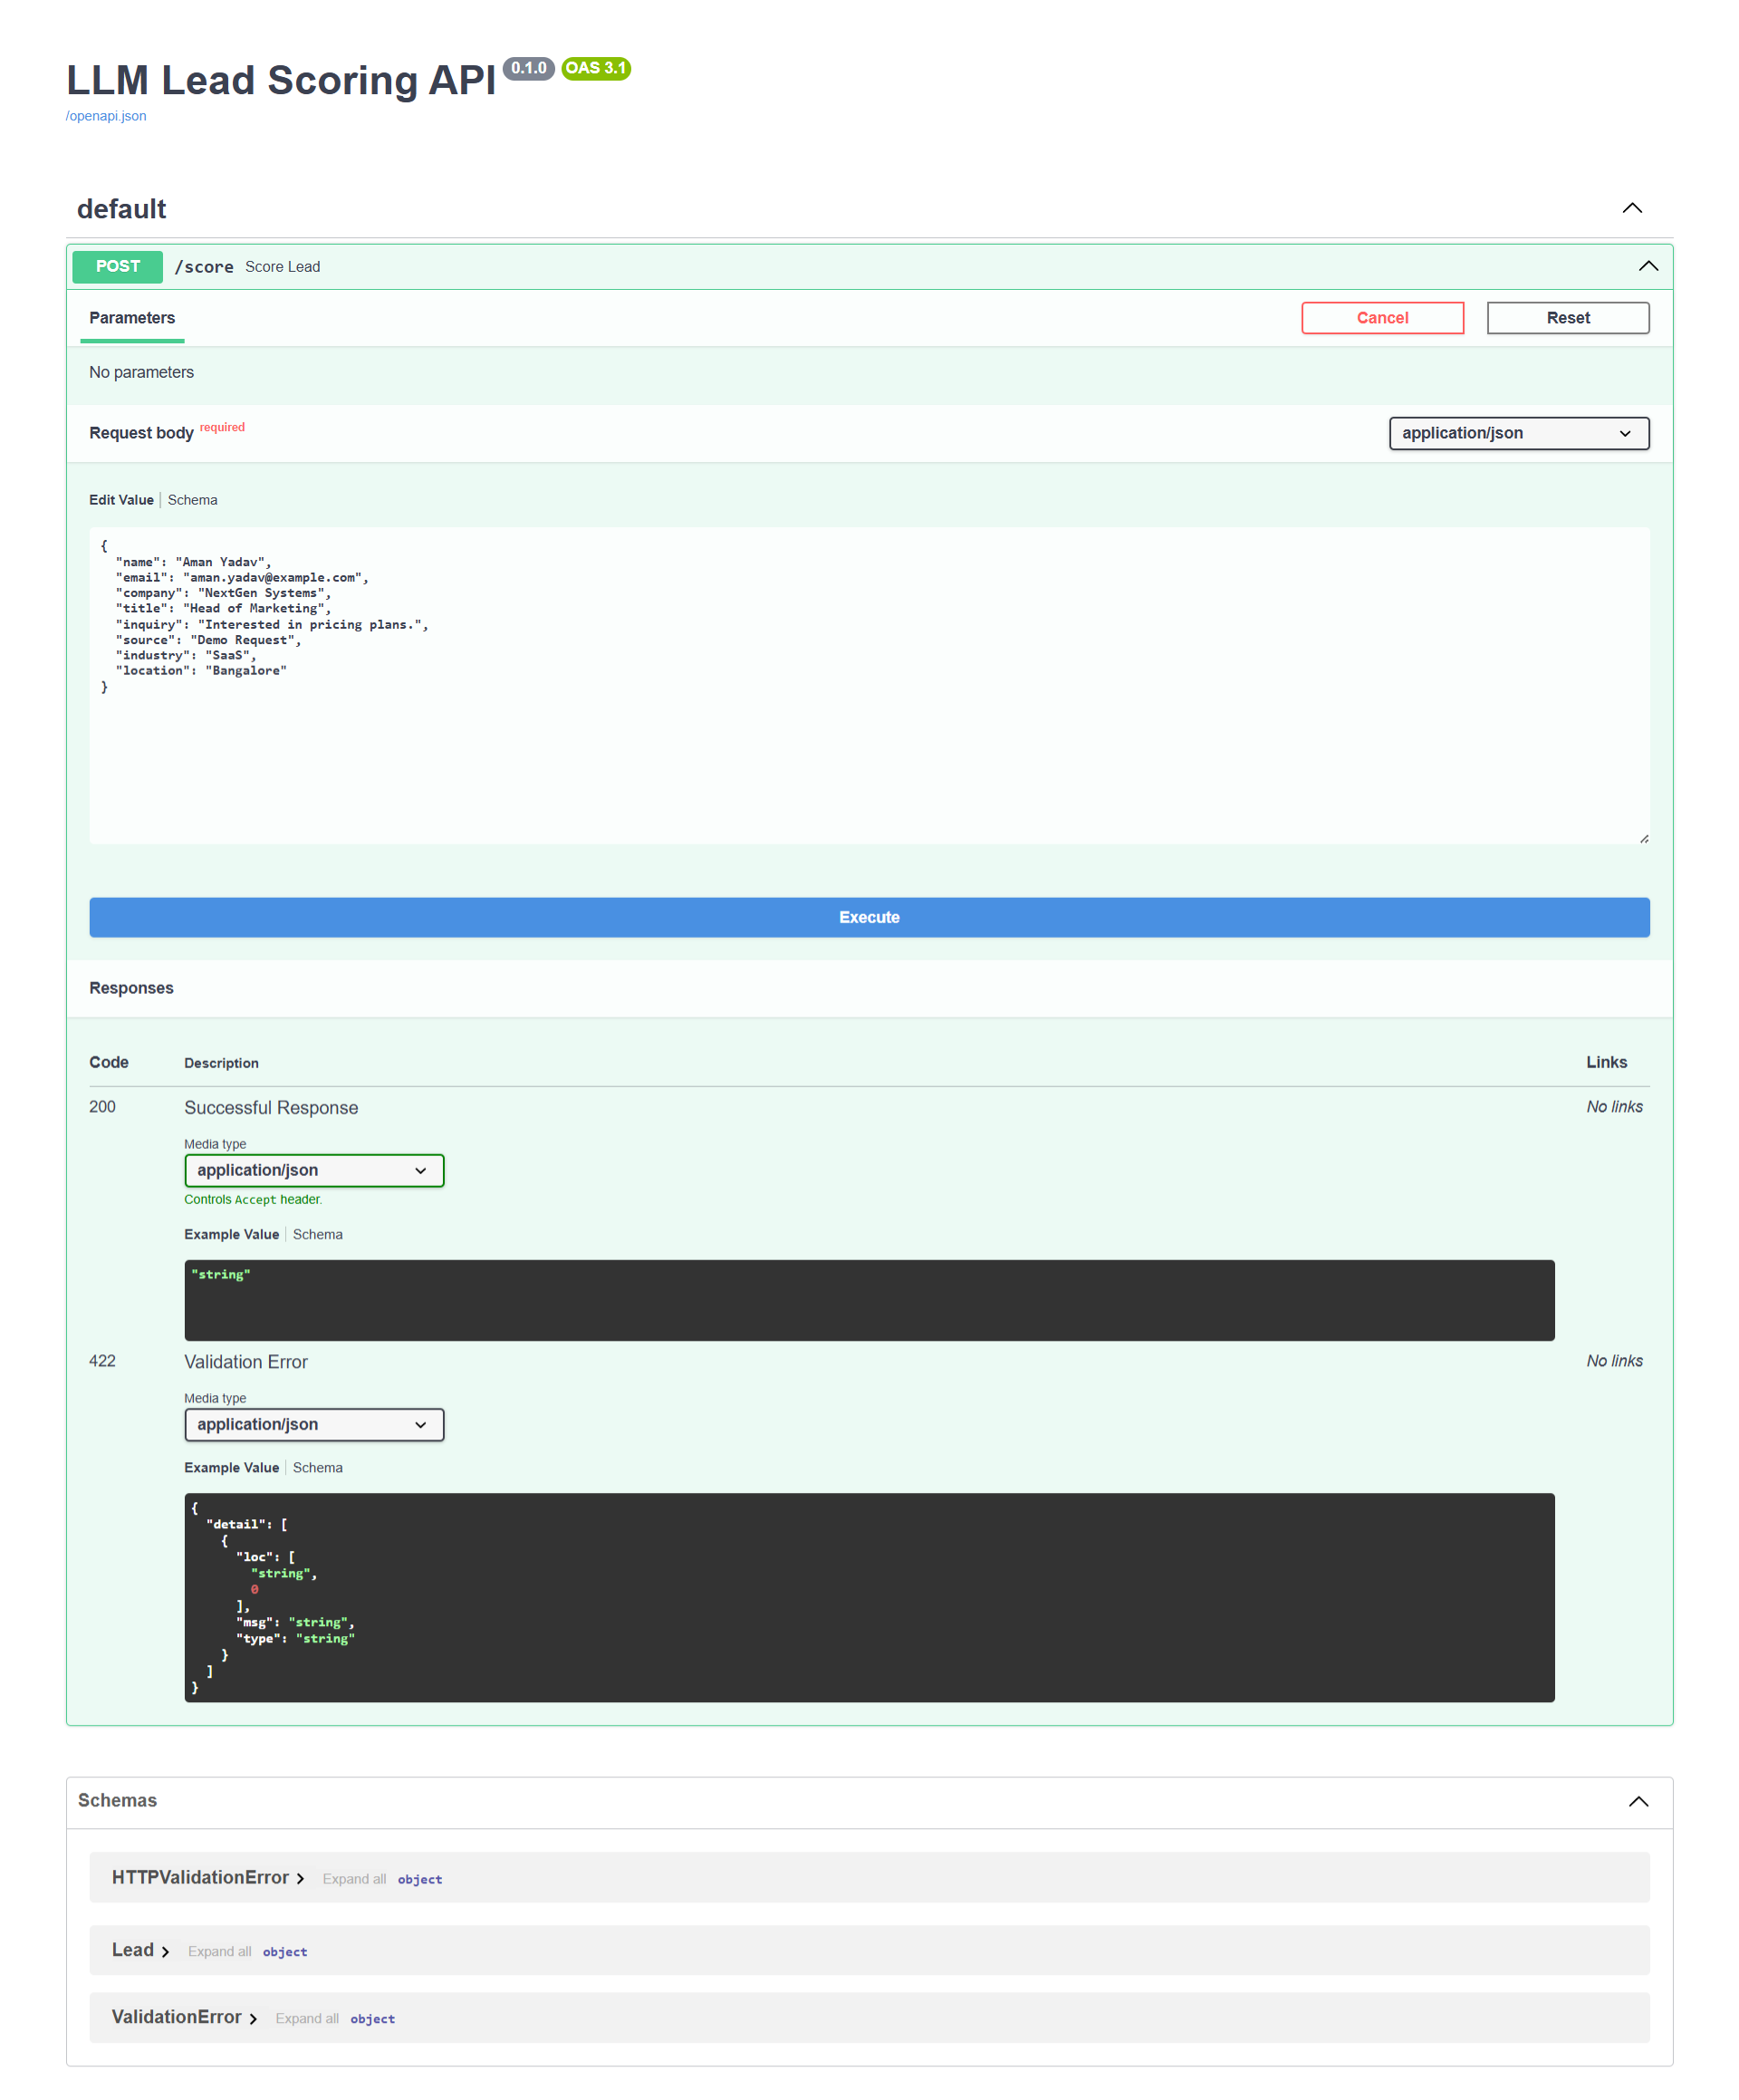 LLM Lead Scoring API 0.1.0 OAS 3.1
/openapi.json
default
POST /score Score Lead
Parameters Cancel Reset
No parameters
Request body required application/json
Edit Value | Schema
{
  "name": "Aman Yadav",
  "email": "aman.yadav@example.com",
  "company": "NextGen Systems",
  "title": "Head of Marketing",
  "inquiry": "Interested in pricing plans.",
  "source": "Demo Request",
  "industry": "SaaS",
  "location": "Bangalore"
}
Execute
Responses
Code Description Links
200 Successful Response No links
Media type
application/json
Controls Accept header.
Example Value | Schema
"string"
422 Validation Error No links
Media type
application/json
Example Value | Schema
{
  "detail": [
    {
      "loc": [
        "string",
        0
      ],
      "msg": "string",
      "type": "string"
    }
  ]
}
Schemas
HTTPValidationError Expand all object
Lead Expand all object
ValidationError Expand all object